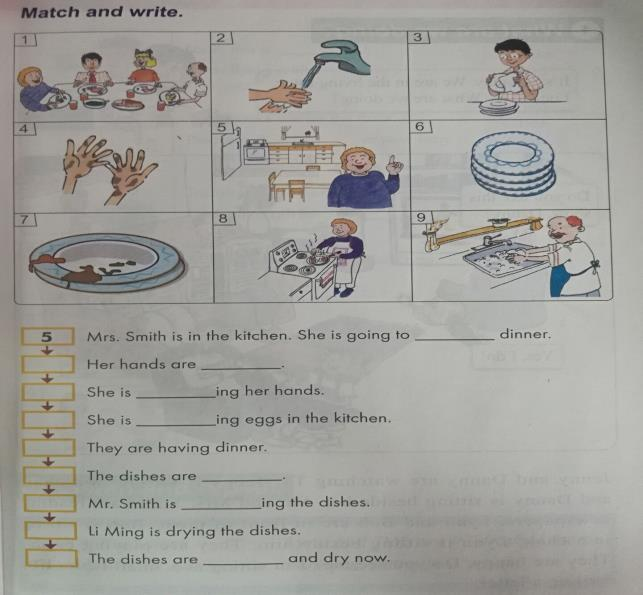 Match and write.
1 2 3
4 5 6
7 8 9
5 Mrs. Smith is in the kitchen. She is going to ________ dinner.
Her hands are ________.
She is ________ing her hands.
She is ________ing eggs in the kitchen.
They are having dinner.
The dishes are ________.
Mr. Smith is ________ing the dishes.
Li Ming is drying the dishes.
The dishes are ________ and dry now.